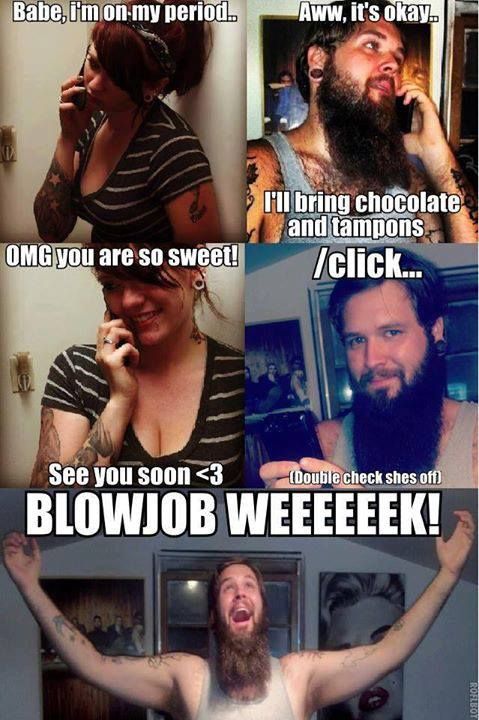 Babe, i'm on my period..
Aww, it's okay..
I'll bring chocolate
and tampons
OMG you are so sweet!
See you soon <3
/click...
(Double check shes off)
BLOWJOB WEEEEEEK!
ROFLBOT